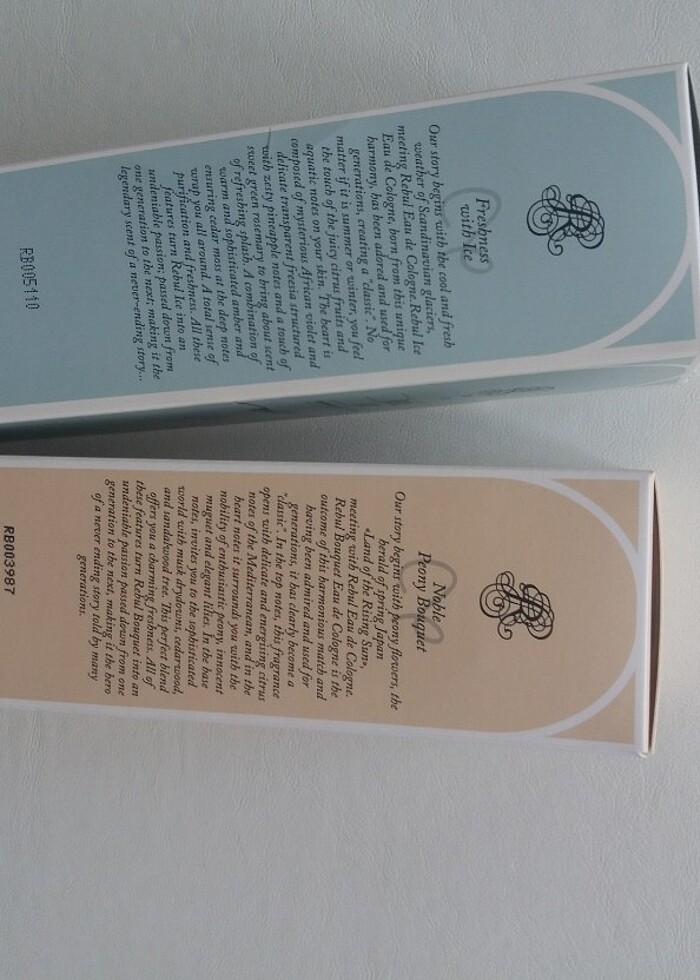 Freshness
with Ice
Our story begins with the cool and fresh
weather of Scandinavian glaciers,
meeting Rebul Eau de Cologne. Rebul Ice
Eau de Cologne, born from this unique
harmony, has been adored and used for
generations, creating a "classic". No
matter if it is summer or winter, you feel
the touch of the juicy citrus fruits and
aquatic notes on your skin. The heart is
composed of mysterious African violet and
delicate transparent freesia structured
with zesty pineapple notes and a touch of
sweet green rosemary to bring about scent
of refreshing splash. A combination of
warm and sophisticated amber and
ensuring cedar moss at the deep notes
wrap you all around. A total sense of
purification and freshness. All these
features turn Rebul Ice into an
undeniable passion; passed down from
one generation to the next; making it the
legendary scent of a never-ending story...
RB005110
Noble
Peony Bouquet
Our story begins with peony flowers, the
herald of spring Japan
«Land of the Rising Sun»,
meeting with Rebul Eau de Cologne.
Rebul Bouquet Eau de Cologne is the
outcome of this harmonious match and
having been admired and used for
generations, it has clearly become a
"classic". In the top notes, this fragrance
opens with delicate and energising citrus
notes of the Mediterranean, and in the
heart notes it surrounds you with the
nobility of enthusiastic peony, innocent
muguet and elegant lilies. In the base
notes, invites you to the sophisticated
world with musk drydowns, cedarwood,
and sandalwood tree. This perfect blend
offers you a charming freshness. All of
these features turn Rebul Bouquet into an
undeniable passion passed down from one
generation to the next, making it the hero
of a never ending story told by many
generations.
RB003987